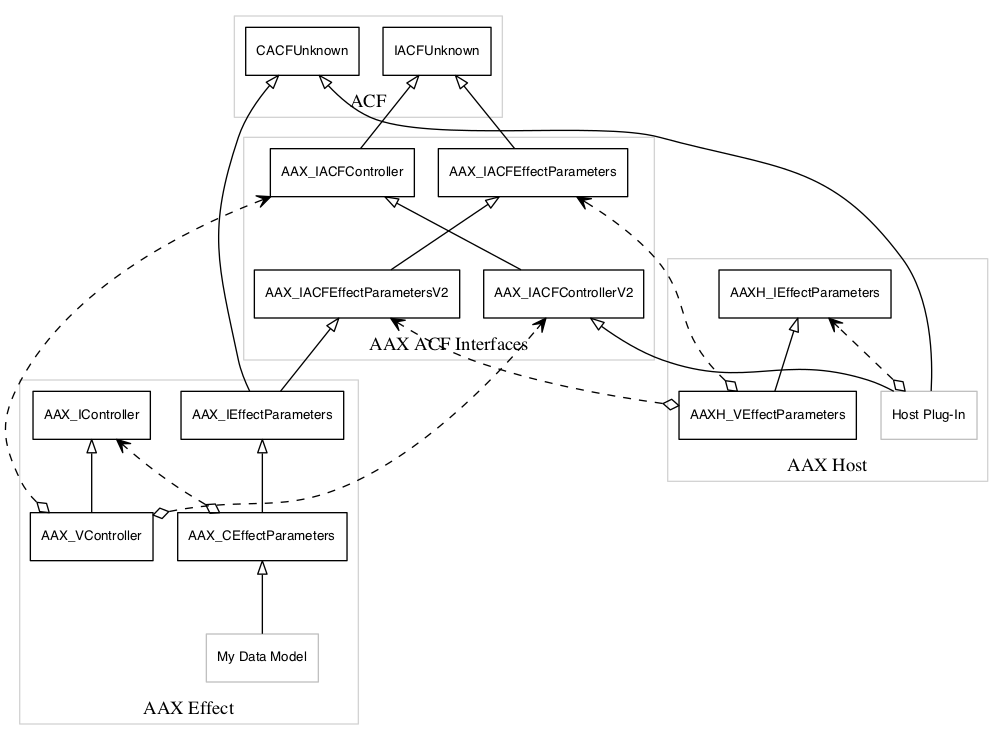 CACFUnknown
IACFUnknown
ACF
AAX_IACFController
AAX_IACFEffectParameters
AAX_IACFEffectParametersV2
AAX_IACFControllerV2
AAXH_IEffectParameters
AAX ACF Interfaces
AAX_IController
AAX_IEffectParameters
AAXH_VEffectParameters
Host Plug-In
AAX Host
AAX_VController
AAX_CEffectParameters
My Data Model
AAX Effect